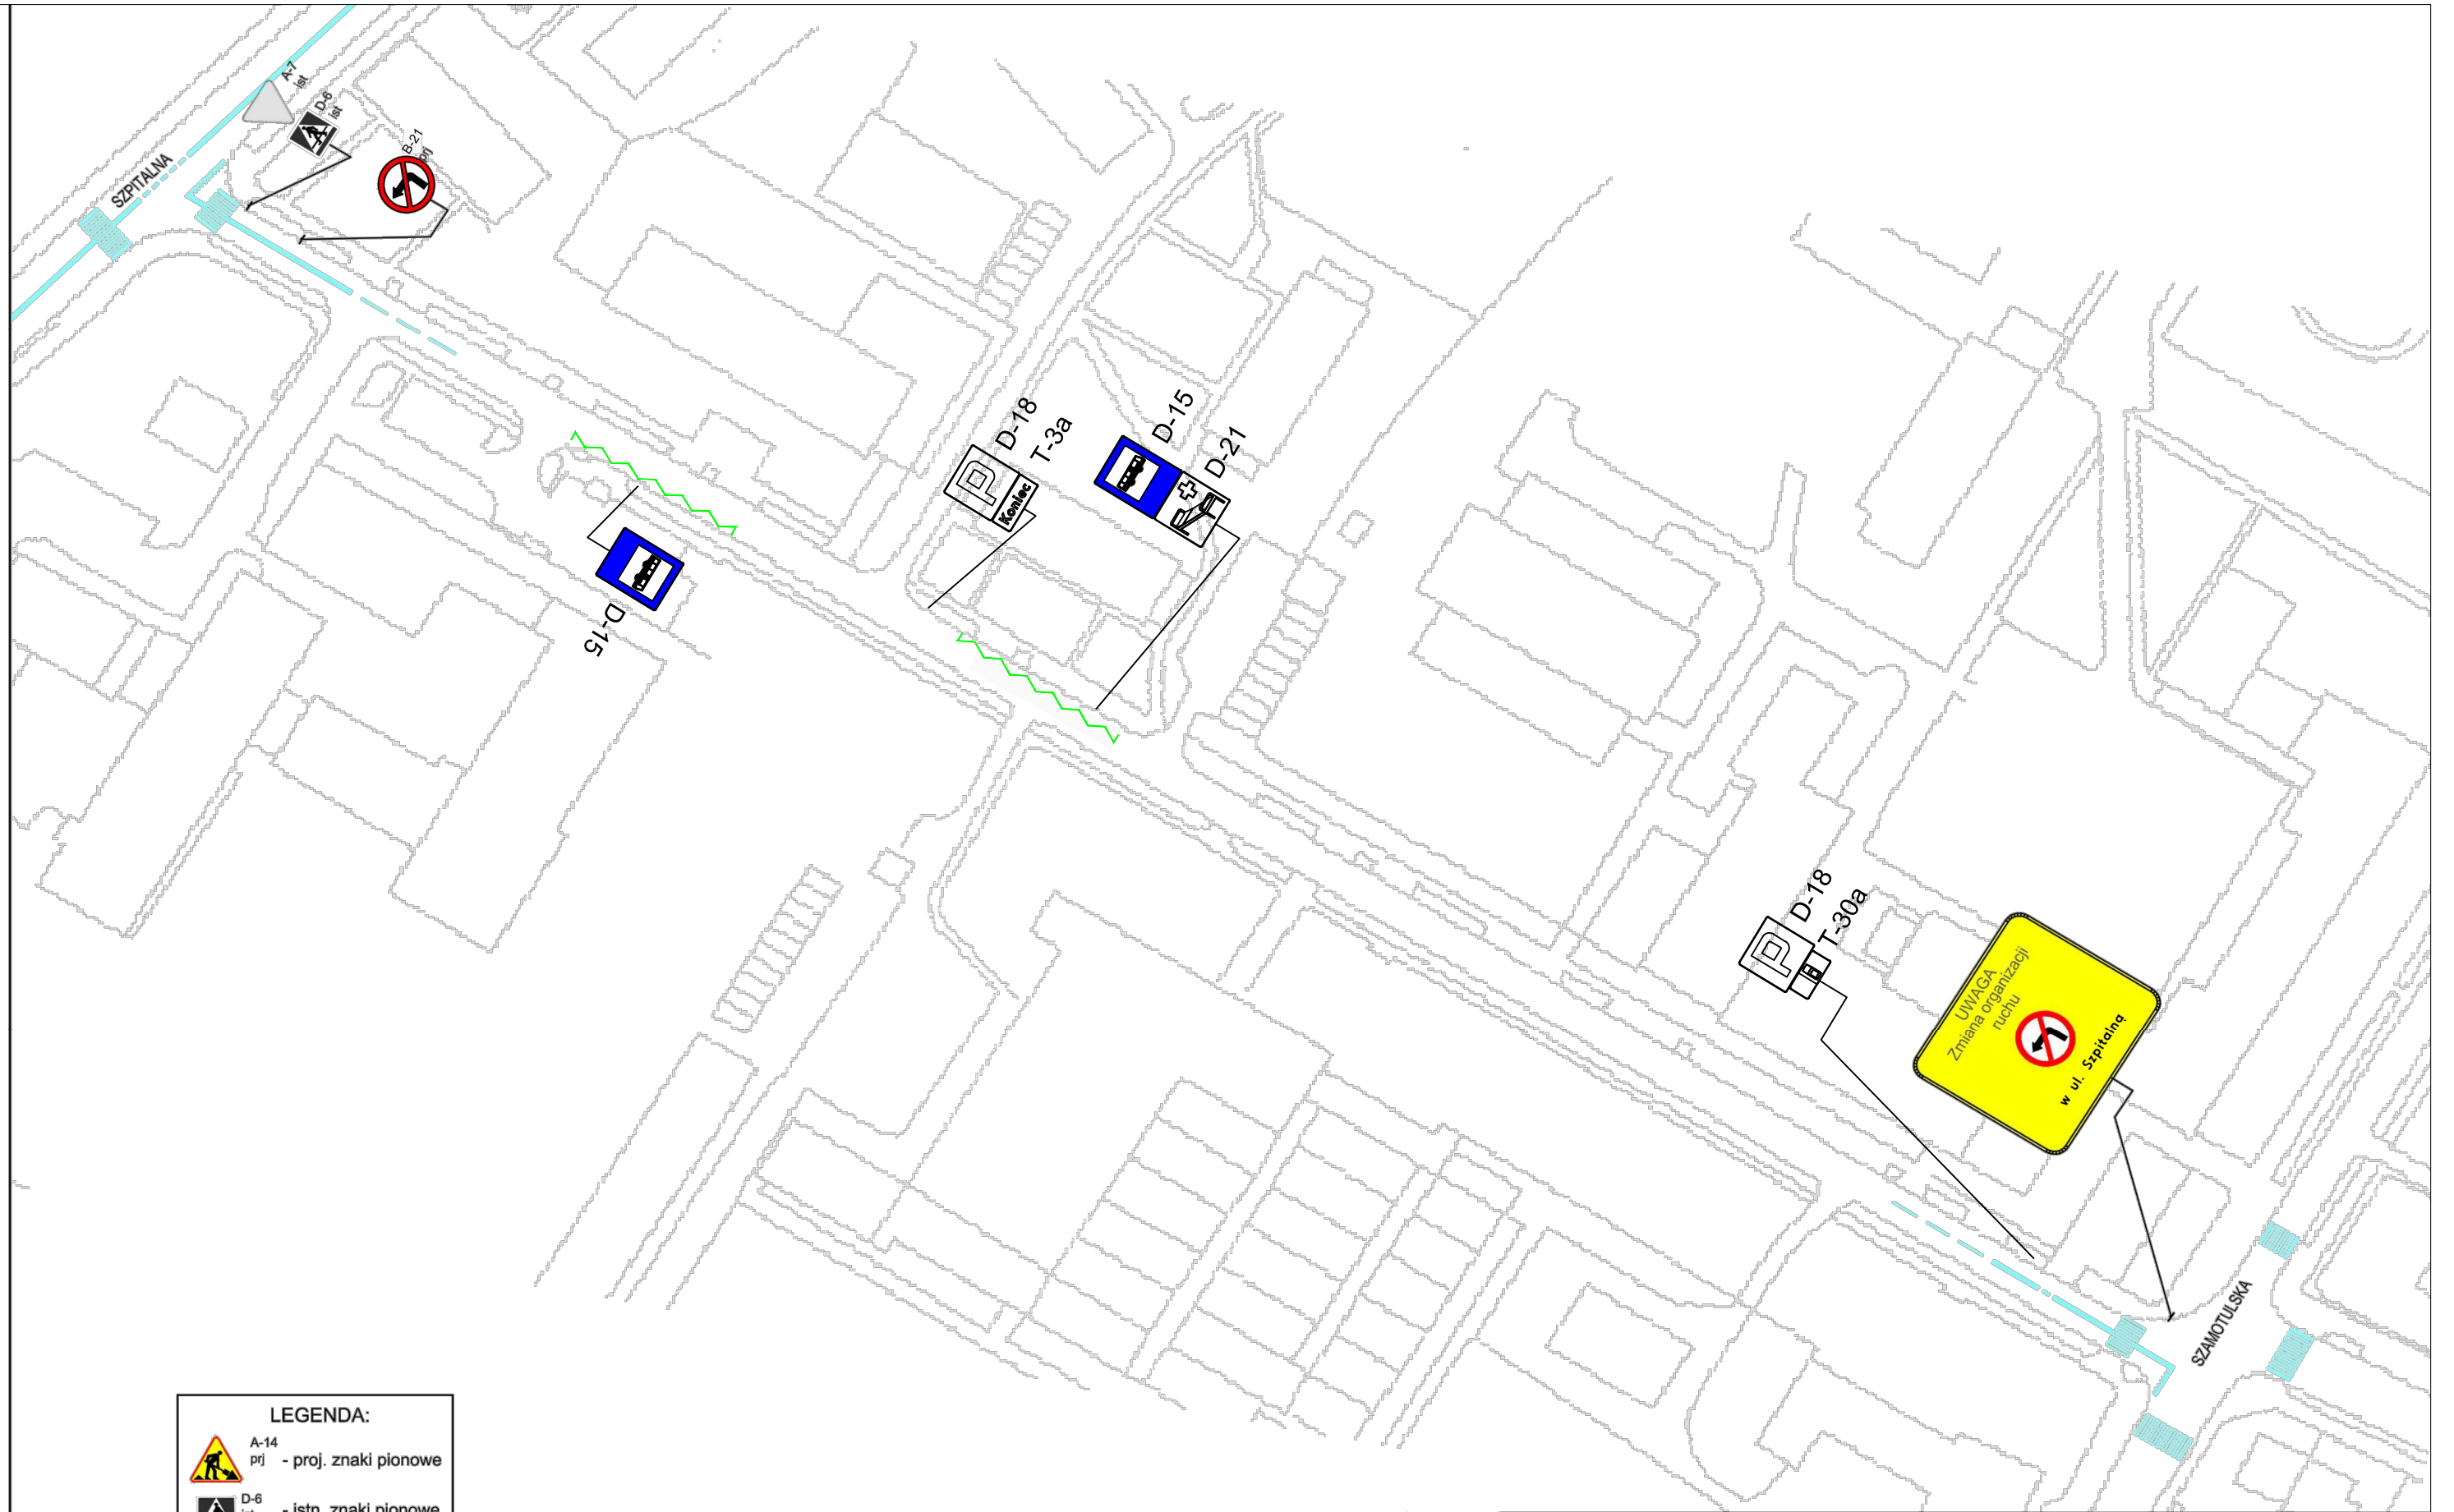 A-7
ist
D-6
ist
B-21
prj
SZPITALNA
D-18
T-3a
P
Koniec
D-15
D-21
D-15
D-18
T-30a
P
UWAGA
Zmiana organizacji
ruchu
w ul. Szpitalną
SZAMOTULSKA
LEGENDA:
A-14
prj - proj. znaki pionowe
D-6
ist - istn. znaki pionowe